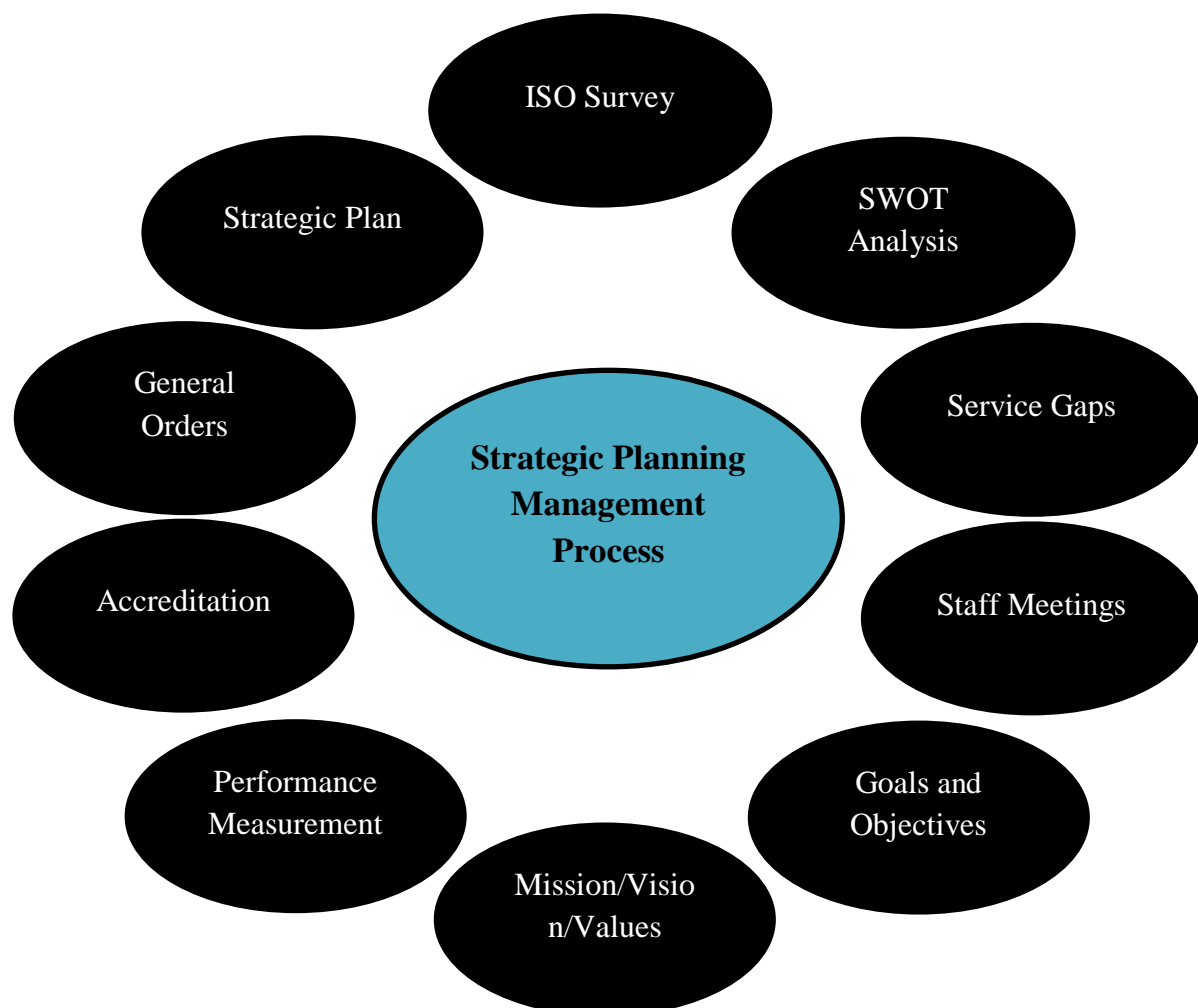 ISO Survey
SWOT
Analysis
Strategic Plan
General
Orders
Service Gaps
Strategic Planning
Management
Process
Accreditation
Staff Meetings
Performance
Measurement
Goals and
Objectives
Mission/Visio
n/Values